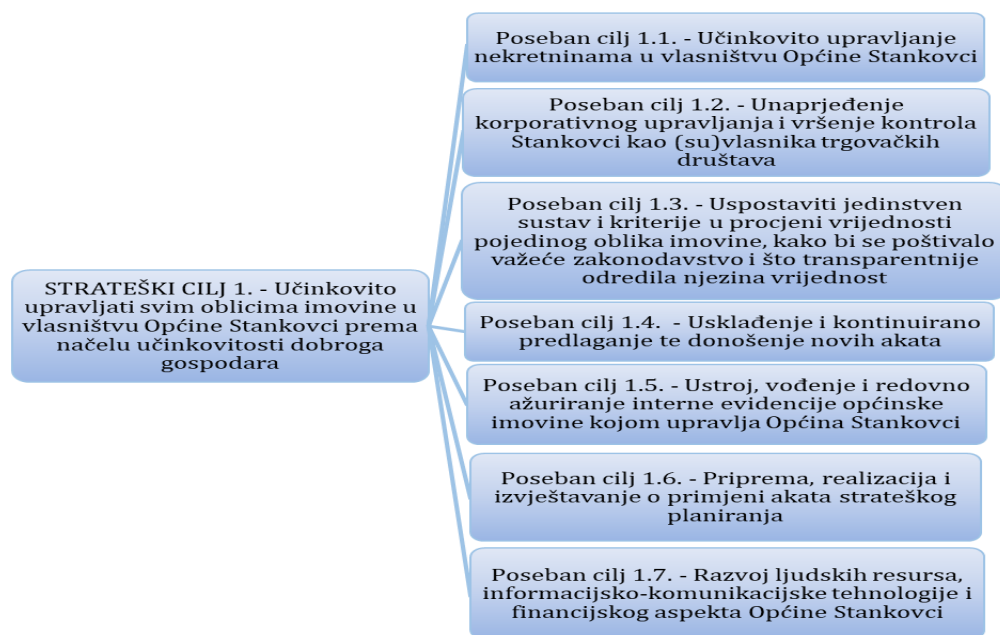 STRATEŠKI CILJ 1. - Učinkovito
upravljati svim oblicima imovine u
vlasništvu Općine Stankovci prema
načelu učinkovitosti dobroga
gospodara
Poseban cilj 1.1. - Učinkovito upravljanje
nekretninama u vlasništvu Općine Stankovci
Poseban cilj 1.2. - Unaprjeđenje
korporativnog upravljanja i vršenje kontrola
Stankovci kao (su)vlasnika trgovačkih
društava
Poseban cilj 1.3. - Uspostaviti jedinstven
sustav i kriterije u procjeni vrijednosti
pojedinog oblika imovine, kako bi se poštivalo
važeće zakonodavstvo i što transparentnije
odredila njezina vrijednost
Poseban cilj 1.4. - Usklađenje i kontinuirano
predlaganje te donošenje novih akata
Poseban cilj 1.5. - Ustroj, vođenje i redovno
ažuriranje interne evidencije općinske
imovine kojom upravlja Općina Stankovci
Poseban cilj 1.6. - Priprema, realizacija i
izvještavanje o primjeni akata strateškog
planiranja
Poseban cilj 1.7. - Razvoj ljudskih resursa,
informacijsko-komunikacijske tehnologije i
financijskog aspekta Općine Stankovci